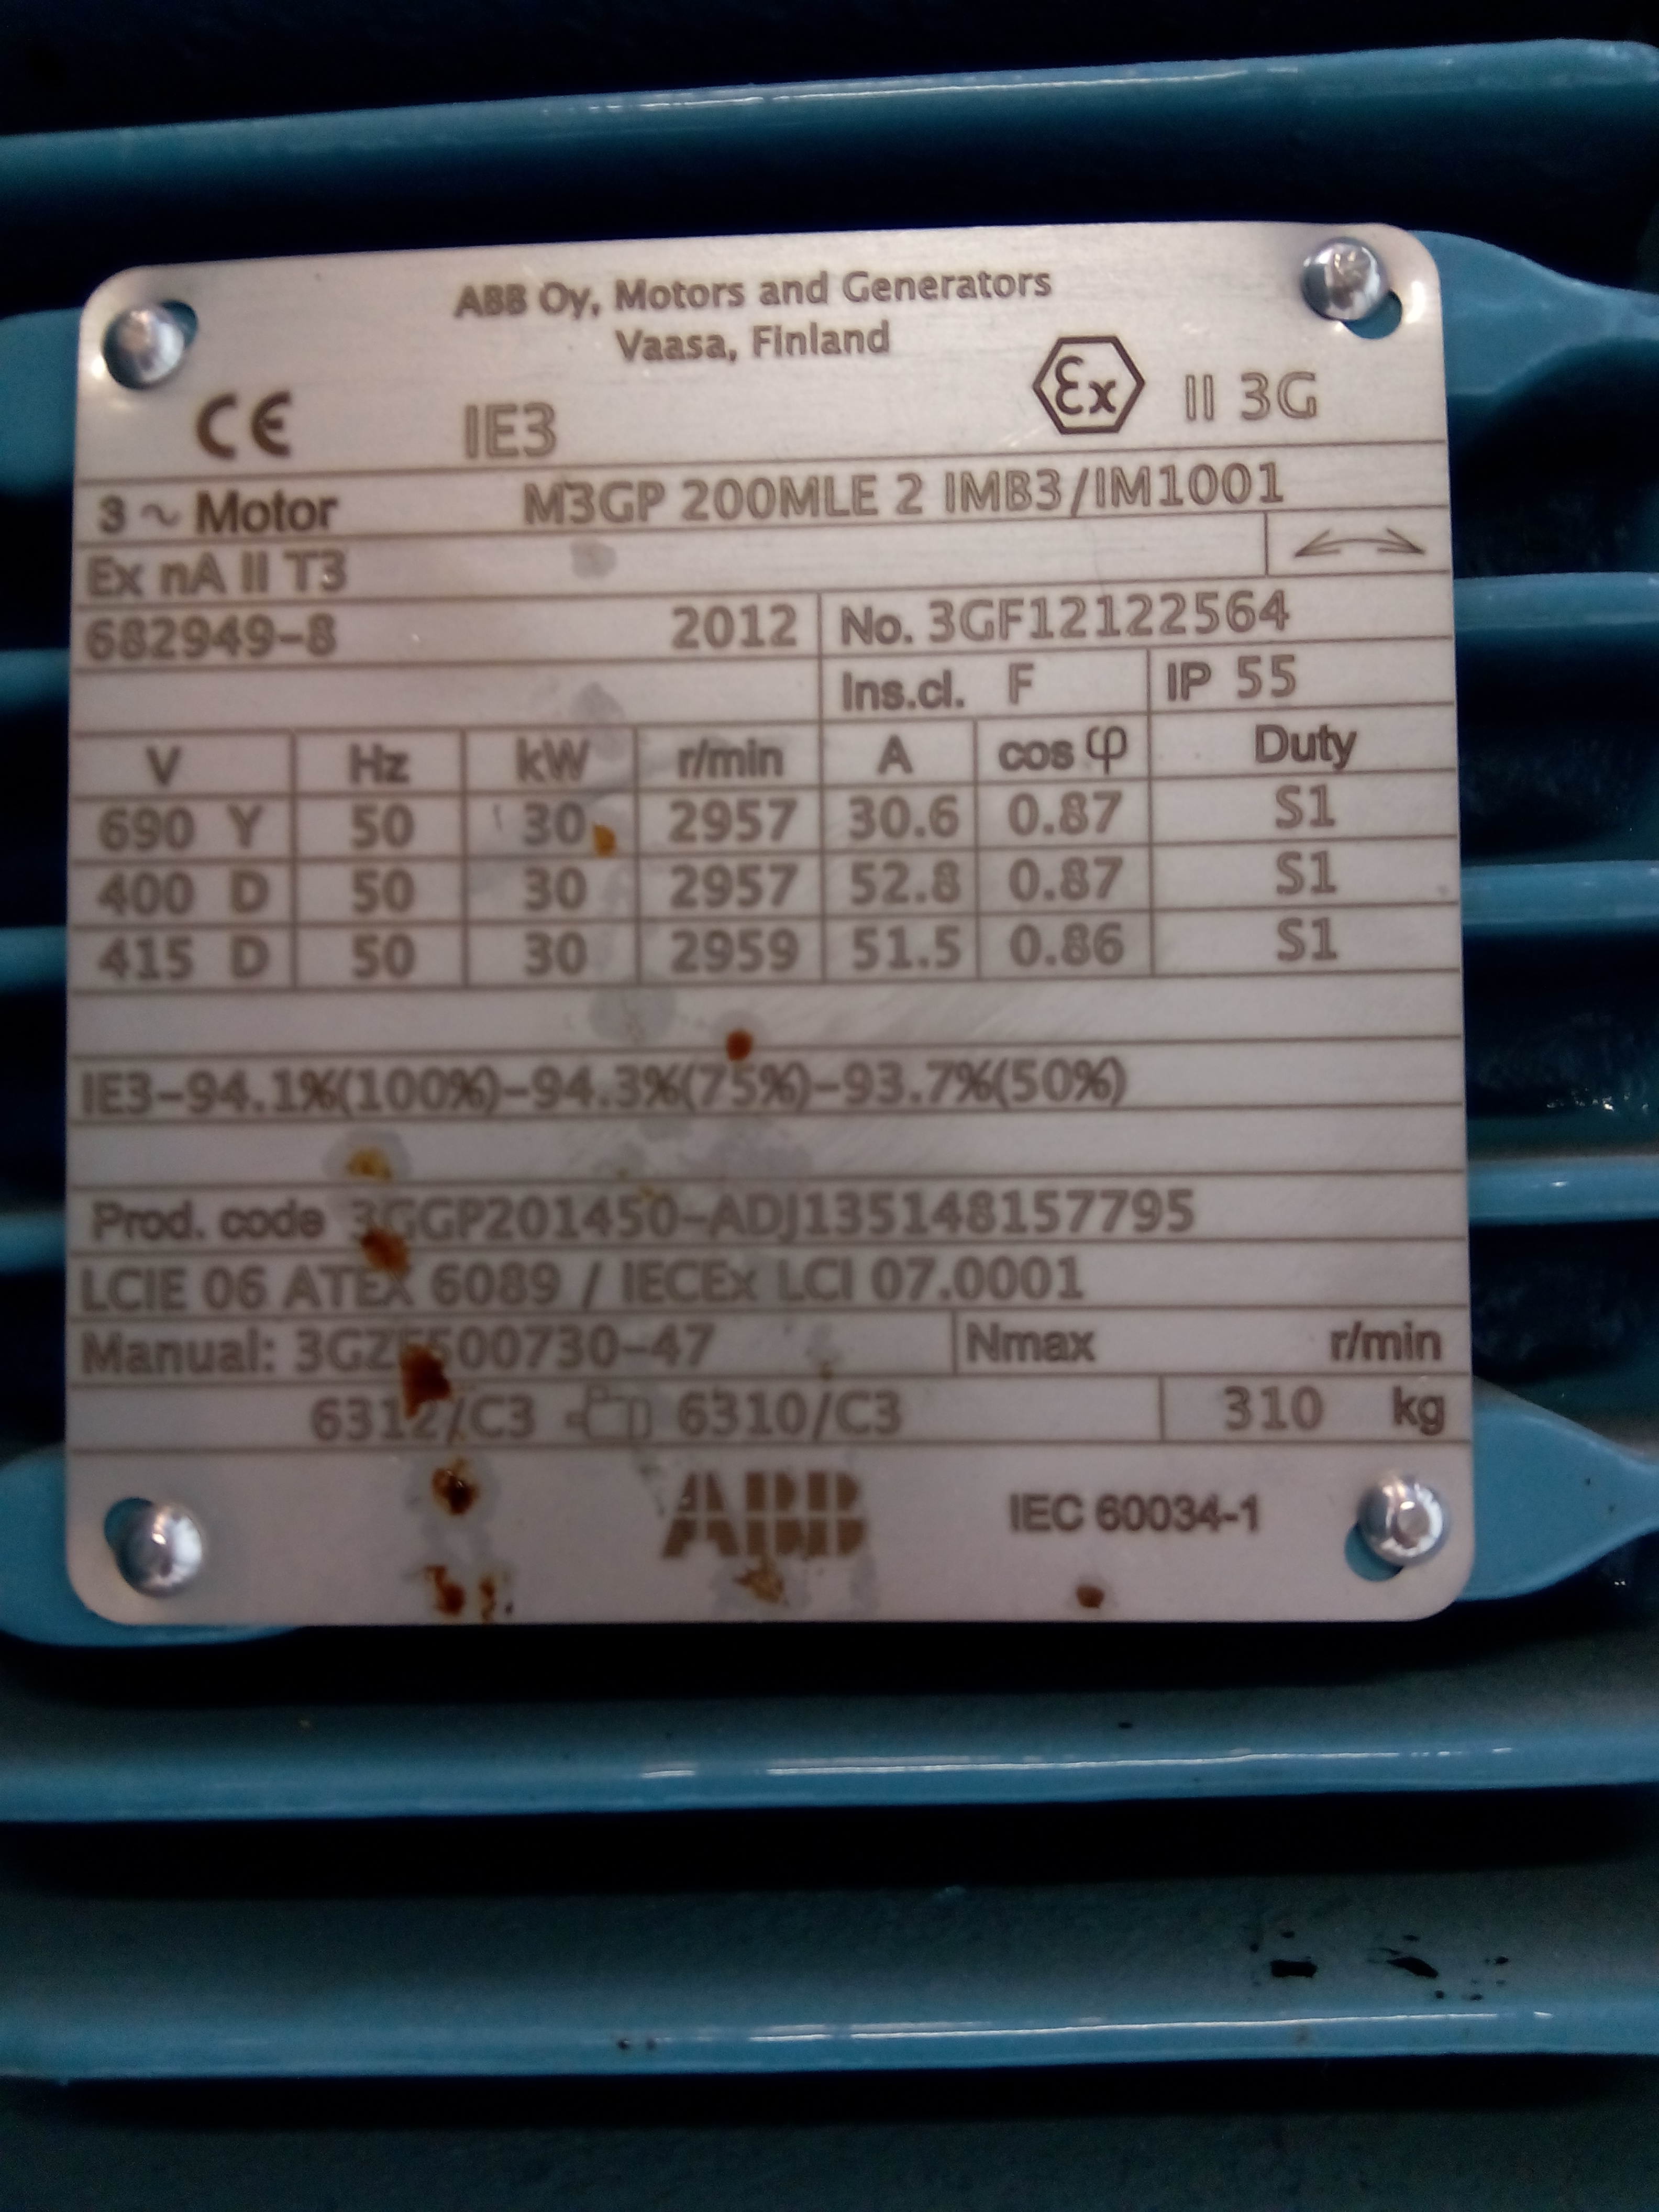 ABB Oy, Motors and Generators
Vaasa, Finland
CE IE3 Ex II 3G
3 ~ Motor M3GP 200MLE 2 IMB3/IM1001
Ex nA II T3
682949-8 2012 No. 3GF12122564
Ins.cl. F IP 55
V Hz kW r/min A cos φ Duty
690 Y 50 30 2957 30.6 0.87 S1
400 D 50 30 2957 52.8 0.87 S1
415 D 50 30 2959 51.5 0.86 S1
IE3-94.1%(100%)-94.3%(75%)-93.7%(50%)
Prod. code 3GGP201450-ADJ135148157795
LCIE 06 ATEX 6089 / IECEx LCI 07.0001
Manual: 3GZF500730-47 Nmax r/min
6312/C3 6310/C3 310 kg
ABB IEC 60034-1